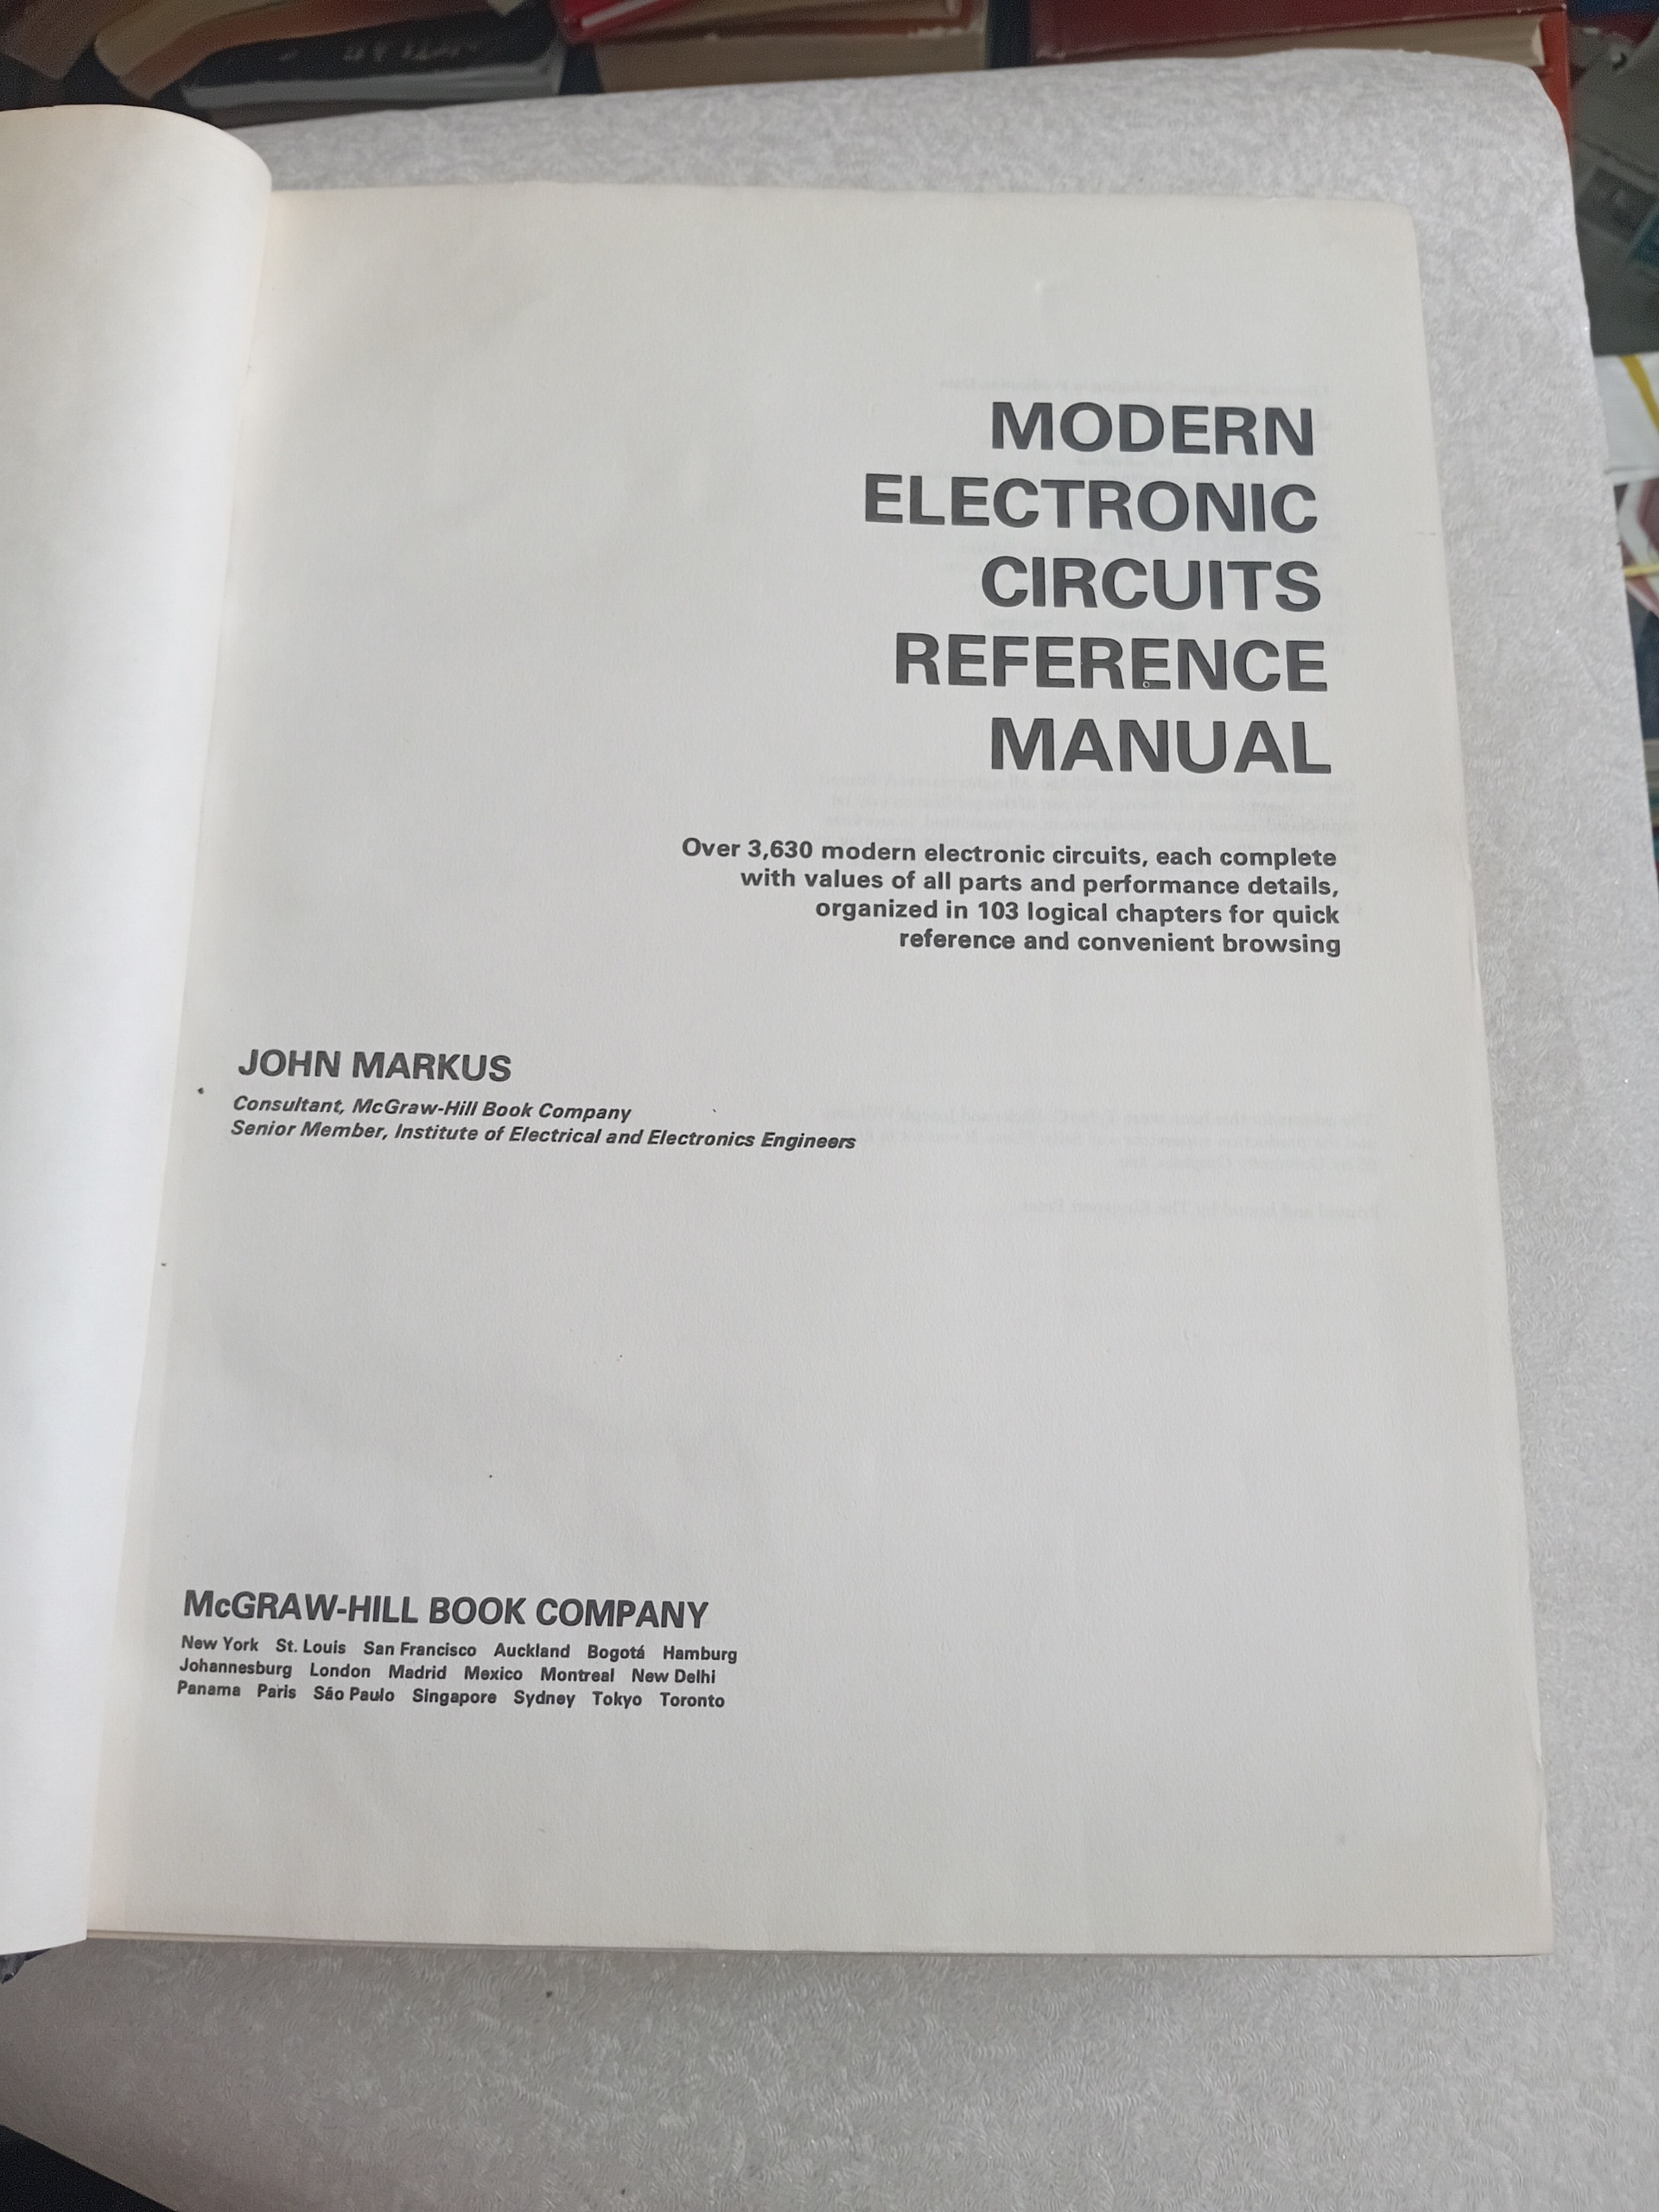 MODERN
ELECTRONIC
CIRCUITS
REFERENCE
MANUAL
Over 3,630 modern electronic circuits, each complete
with values of all parts and performance details,
organized in 103 logical chapters for quick
reference and convenient browsing
JOHN MARKUS
Consultant, McGraw-Hill Book Company
Senior Member, Institute of Electrical and Electronics Engineers
McGRAW-HILL BOOK COMPANY
New York St. Louis San Francisco Auckland Bogotá Hamburg
Johannesburg London Madrid Mexico Montreal New Delhi
Panama Paris São Paulo Singapore Sydney Tokyo Toronto